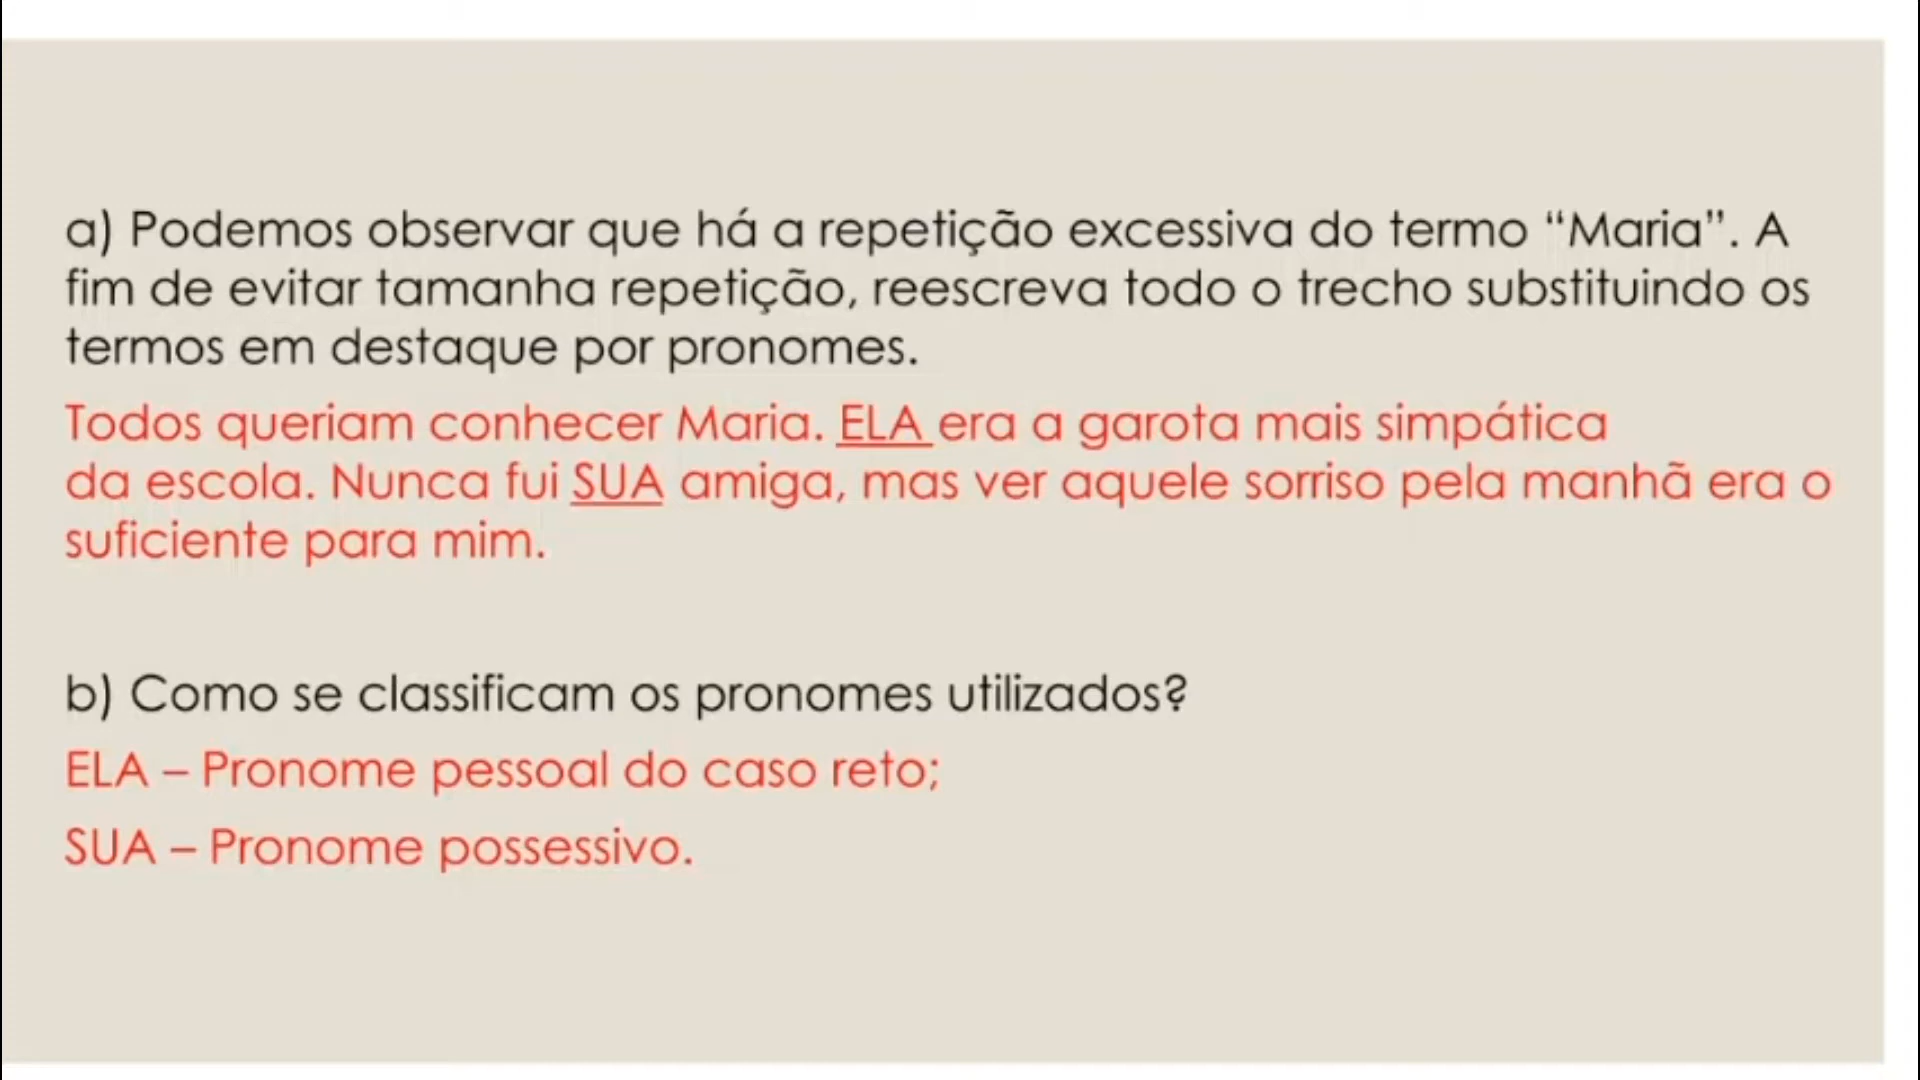 a) Podemos observar que há a repetição excessiva do termo “Maria”. A
fim de evitar tamanha repetição, reescreva todo o trecho substituindo os
termos em destaque por pronomes.
Todos queriam conhecer Maria. ELA era a garota mais simpática
da escola. Nunca fui SUA amiga, mas ver aquele sorriso pela manhã era o
suficiente para mim.
b) Como se classificam os pronomes utilizados?
ELA – Pronome pessoal do caso reto;
SUA – Pronome possessivo.